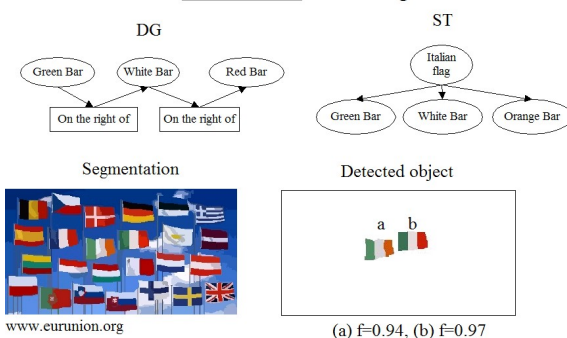 DG
ST
Green Bar
White Bar
Red Bar
On the right of
On the right of
Italian
flag
Green Bar
White Bar
Orange Bar
Segmentation
Detected object
a
b
www.eurunion.org
(a) f=0.94, (b) f=0.97